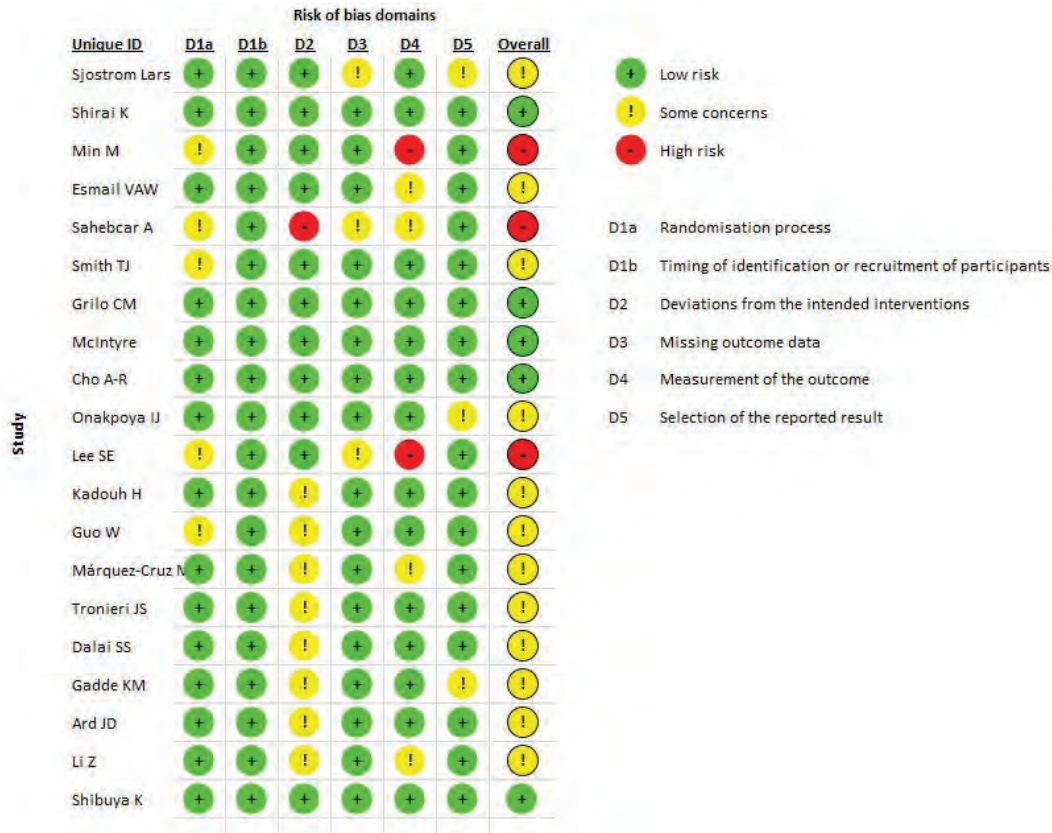 Risk of bias domains
Unique ID D1a D1b D2 D3 D4 D5 Overall
Sjostrom Lars + + + ! + ! !
Shirai K + + + + + + +
Min M ! + + + - + -
Esmail VAW + + + + ! + !
Sahebcar A ! + - ! ! + -
Smith TJ ! + + + + + !
Grilo CM + + + + + + +
McIntyre + + + + + + +
Cho A-R + + + + + + +
Onakpoya IJ + + + + + ! !
Lee SE ! + + ! - + -
Kadouh H + + ! + + + !
Guo W ! + ! + + + !
Márquez-Cruz M + + ! + ! + !
Tronieri JS + + ! + + + !
Dalai SS + + ! + + + !
Gadde KM + + ! + + ! !
Ard JD + + ! + + + !
Li Z + + ! + ! + !
Shibuya K + + + + + + +
Study
+ Low risk
! Some concerns
- High risk
D1a Randomisation process
D1b Timing of identification or recruitment of participants
D2 Deviations from the intended interventions
D3 Missing outcome data
D4 Measurement of the outcome
D5 Selection of the reported result